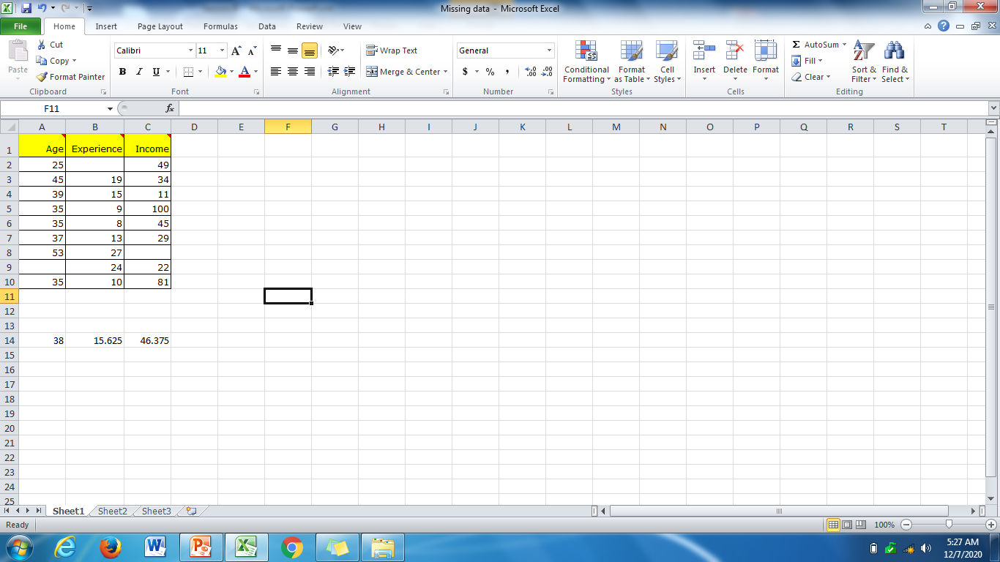 Missing data - Microsoft Excel
File Home Insert Page Layout Formulas Data Review View
Paste
Cut
Copy
Format Painter
Clipboard
Calibri 11
B I U
Font
Wrap Text
Merge & Center
Alignment
General
$ % ,
Number
Conditional Formatting
Format as Table
Cell Styles
Styles
Insert Delete Format
Cells
Σ AutoSum
Fill
Clear
Sort & Filter
Find & Select
Editing
F11 fx
A B C D E F G H I J K L M N O P Q R S T
1 Age Experience Income
2 25 49
3 45 19 34
4 39 15 11
5 35 9 100
6 35 8 45
7 37 13 29
8 53 27
9 24 22
10 35 10 81
11
12
13
14 38 15.625 46.375
15
16
17
18
19
20
21
22
23
24
25
Sheet1 Sheet2 Sheet3
Ready 100%
5:27 AM
12/7/2020